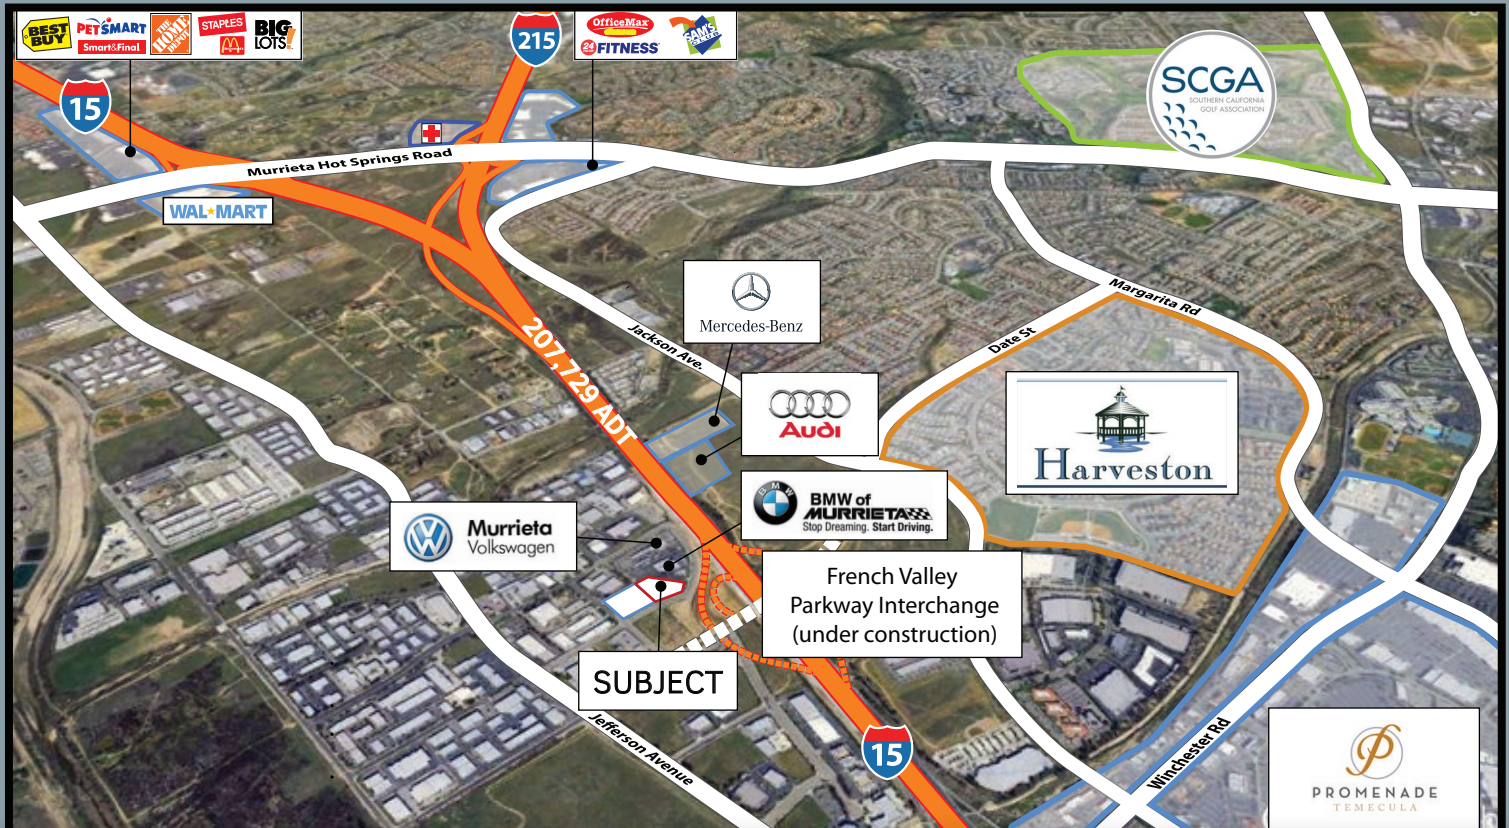 BEST
BUY
PETSMART
Smart&Final
THE
HOME
DEPOT
STAPLES
McDonald's
BIG
LOTS!
215
OfficeMax
24
FITNESS
SAM'S
CLUB
15
SCGA
SOUTHERN CALIFORNIA
GOLF ASSOCIATION
Murrieta Hot Springs Road
WAL★MART
Mercedes-Benz
Margarita Rd
Date St
Jackson Ave.
207,729 ADT
Audi
Harveston
BMW
BMW of
MURRIETA
Stop Dreaming. Start Driving.
Murrieta
Volkswagen
French Valley
Parkway Interchange
(under construction)
SUBJECT
Jefferson Avenue
15
Winchester Rd
PROMENADE
TEMECULA